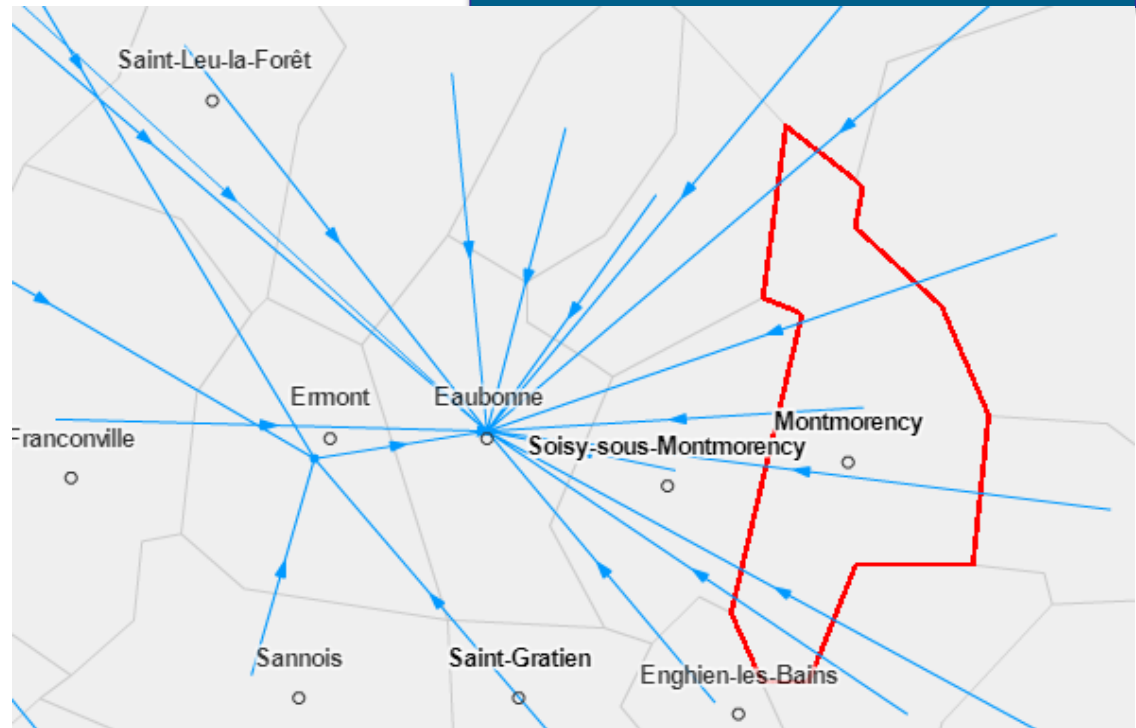 Saint-Leu-la-Forêt
Ermont
Eaubonne
Franconville
Montmorency
Soisy-sous-Montmorency
Sannois
Saint-Gratien
Enghien-les-Bains